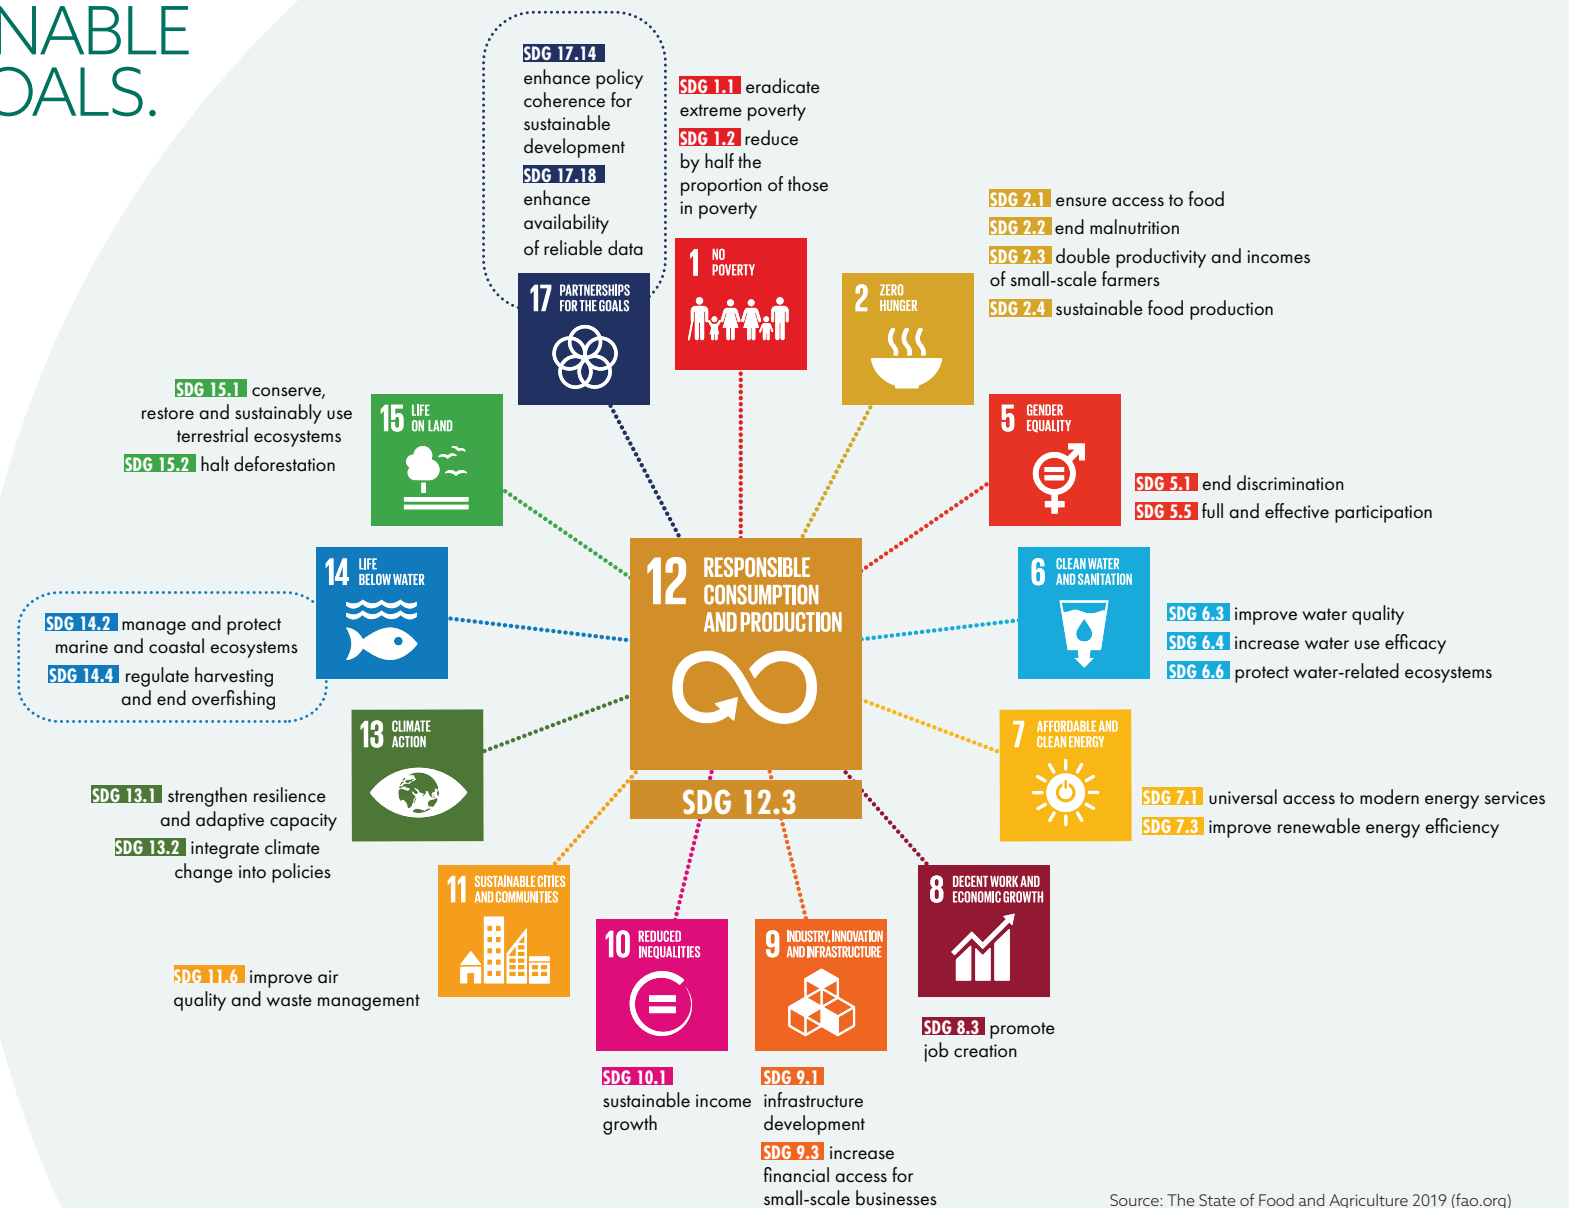 NABLE
OALS.
SDG 17.14
enhance policy
coherence for
sustainable
development
SDG 17.18
enhance
availability
of reliable data
SDG 1.1 eradicate
extreme poverty
SDG 1.2 reduce
by half the
proportion of those
in poverty
SDG 2.1 ensure access to food
SDG 2.2 end malnutrition
SDG 2.3 double productivity and incomes
of small-scale farmers
SDG 2.4 sustainable food production
17 PARTNERSHIPS
FOR THE GOALS
1 NO
POVERTY
2 ZERO
HUNGER
SDG 15.1 conserve,
restore and sustainably use
terrestrial ecosystems
SDG 15.2 halt deforestation
15 LIFE
ON LAND
5 GENDER
EQUALITY
SDG 5.1 end discrimination
SDG 5.5 full and effective participation
14 LIFE
BELOW WATER
SDG 14.2 manage and protect
marine and coastal ecosystems
SDG 14.4 regulate harvesting
and end overfishing
12 RESPONSIBLE
CONSUMPTION
AND PRODUCTION
SDG 12.3
6 CLEAN WATER
AND SANITATION
SDG 6.3 improve water quality
SDG 6.4 increase water use efficacy
SDG 6.6 protect water-related ecosystems
13 CLIMATE
ACTION
SDG 13.1 strengthen resilience
and adaptive capacity
SDG 13.2 integrate climate
change into policies
7 AFFORDABLE AND
CLEAN ENERGY
SDG 7.1 universal access to modern energy services
SDG 7.3 improve renewable energy efficiency
11 SUSTAINABLE CITIES
AND COMMUNITIES
SDG 11.6 improve air
quality and waste management
10 REDUCED
INEQUALITIES
SDG 10.1
sustainable income
growth
9 INDUSTRY, INNOVATION
AND INFRASTRUCTURE
SDG 9.1
infrastructure
development
SDG 9.3 increase
financial access for
small-scale businesses
8 DECENT WORK AND
ECONOMIC GROWTH
SDG 8.3 promote
job creation
Source: The State of Food and Agriculture 2019 (fao.org)